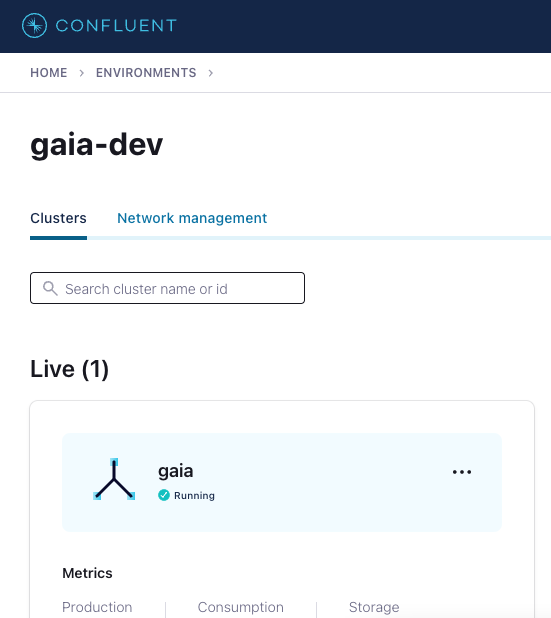 CONFLUENT
HOME > ENVIRONMENTS >
gaia-dev
Clusters Network management
Search cluster name or id
Live (1)
gaia
Running
Metrics
Production Consumption Storage